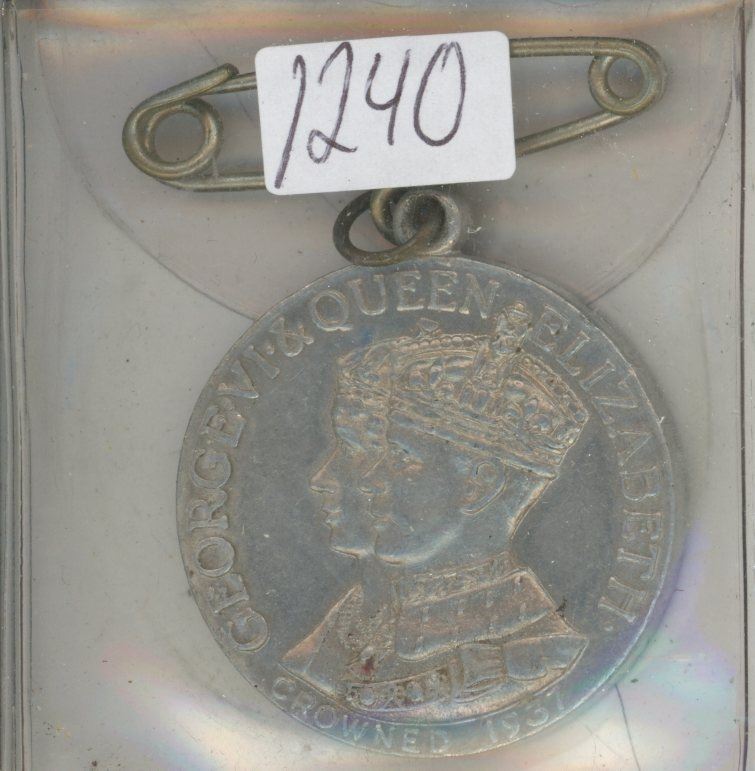 1240
GEORGE·VI·&QUEEN ELIZABETH·
CROWNED 1937